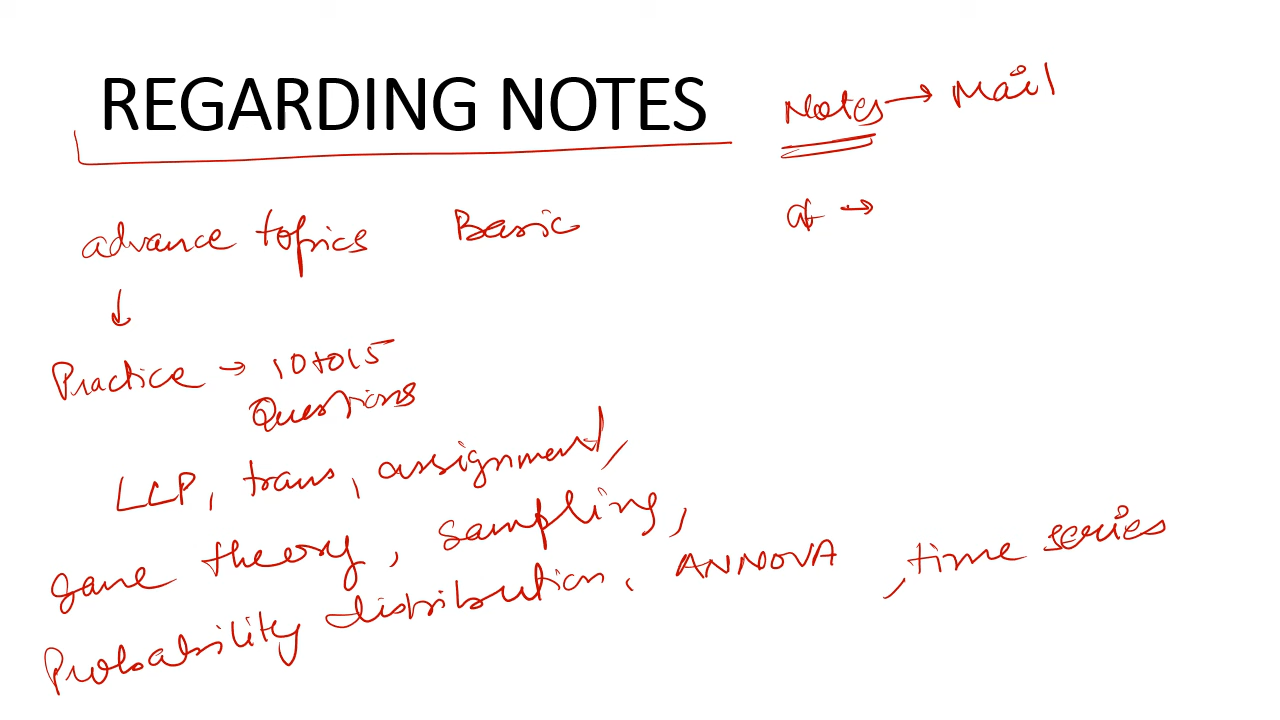 REGARDING NOTES
Notes → Mail
advance topics Basic
↓
Practice → 10 to 15
Questions
LCP, trans, assignment,
game theory, sampling,
Probability distribution, ANNOVA, time series